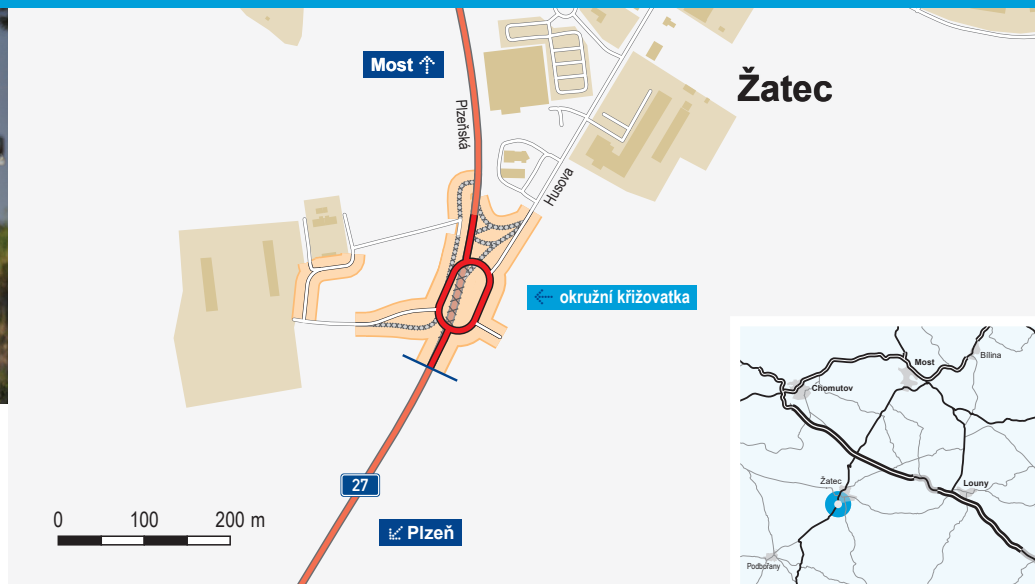 Most
Žatec
Plzeňská
Husova
okružní křižovatka
27
Plzeň
0 100 200 m
Most
Bílina
Chomutov
Žatec
Louny
Podbořany